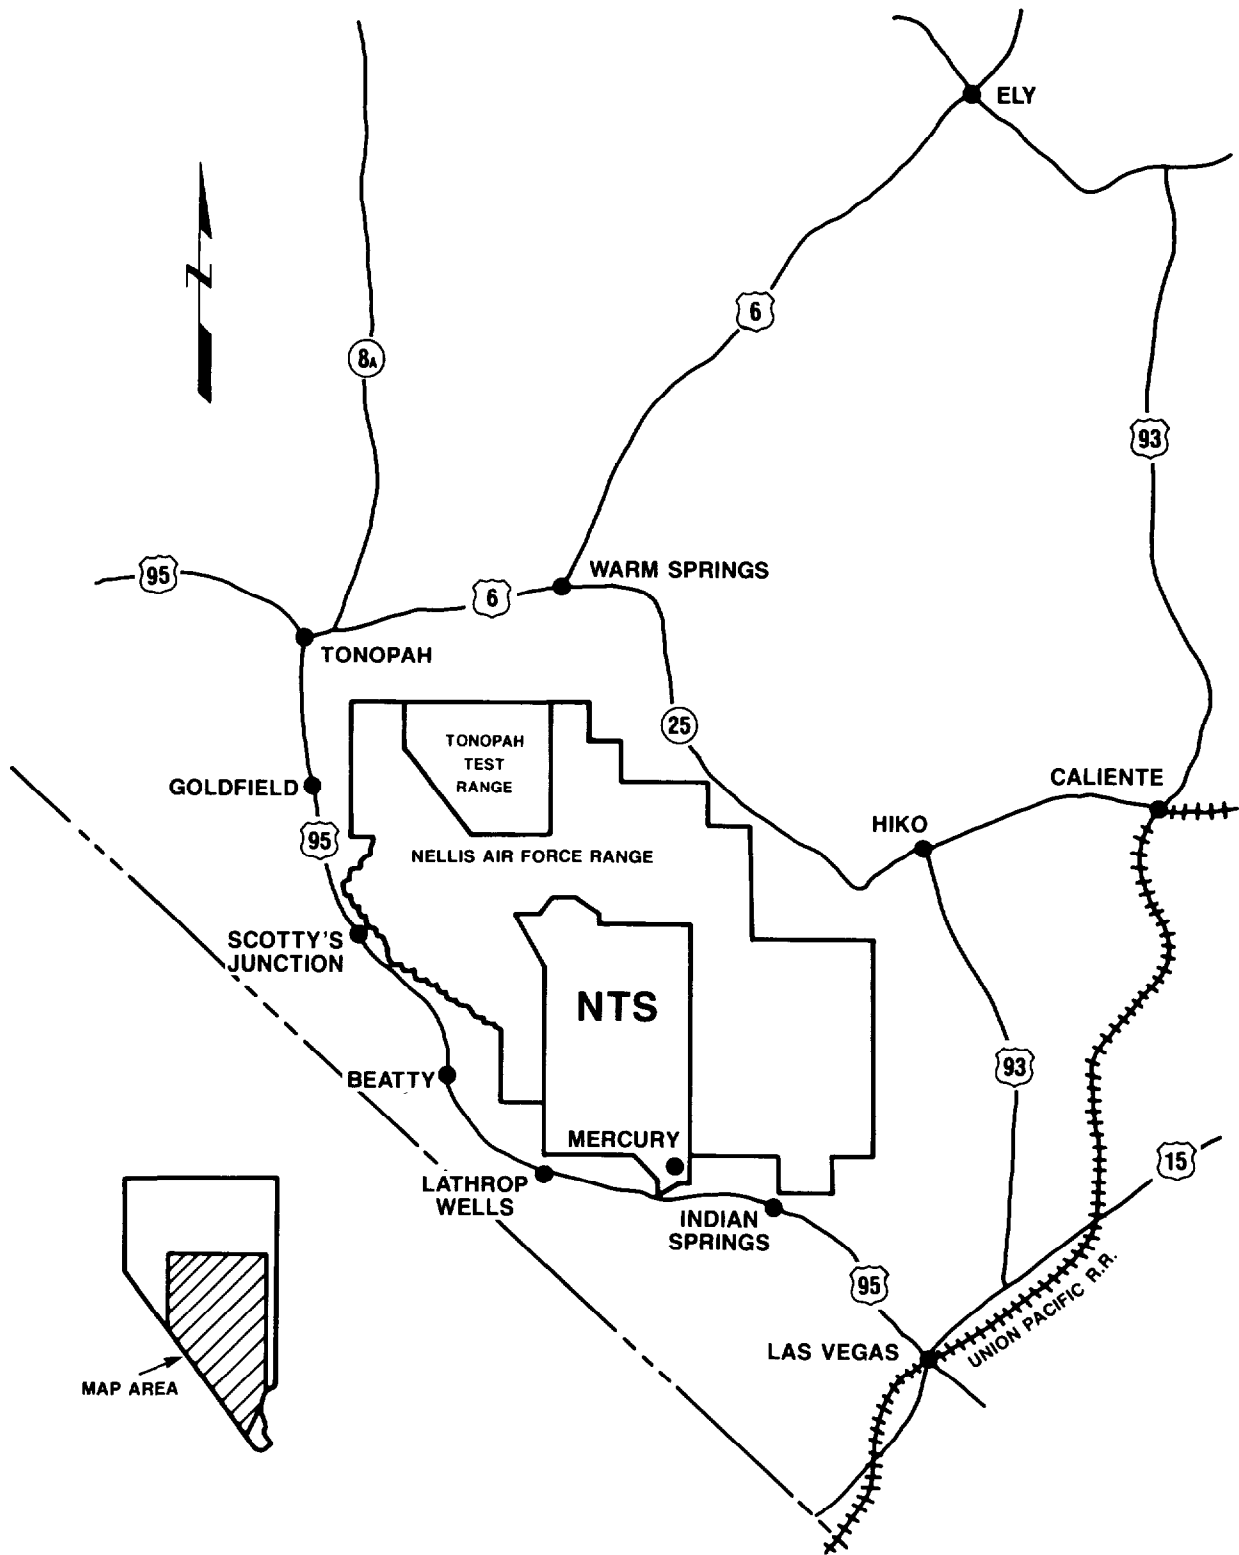 ELY
N
6
8A
93
95
WARM SPRINGS
6
TONOPAH
25
TONOPAH
TEST
RANGE
GOLDFIELD
CALIENTE
HIKO
95
NELLIS AIR FORCE RANGE
SCOTTY'S
JUNCTION
NTS
93
BEATTY
MERCURY
15
LATHROP
WELLS
INDIAN
SPRINGS
95
UNION PACIFIC R.R.
LAS VEGAS
MAP AREA